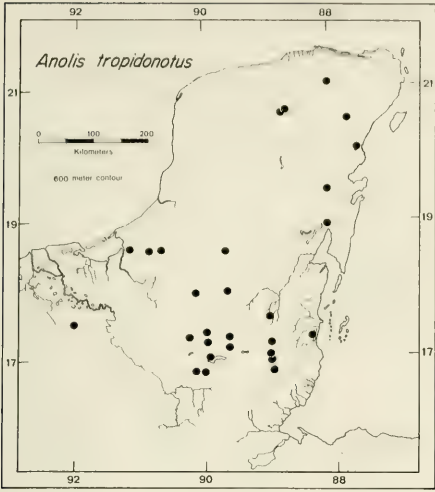 92 90 88
Anolis tropidonotus
21 21
0 100 200
Kilometers
600 meter contour
19 19
17 17
92 90 88